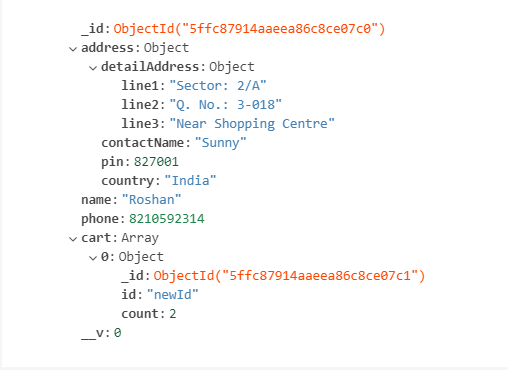 _id: ObjectId("5ffc87914aaeea86c8ce07c0")
address: Object
detailAddress: Object
line1: "Sector: 2/A"
line2: "Q. No.: 3-018"
line3: "Near Shopping Centre"
contactName: "Sunny"
pin: 827001
country: "India"
name: "Roshan"
phone: 8210592314
cart: Array
0: Object
_id: ObjectId("5ffc87914aaeea86c8ce07c1")
id: "newId"
count: 2
__v: 0